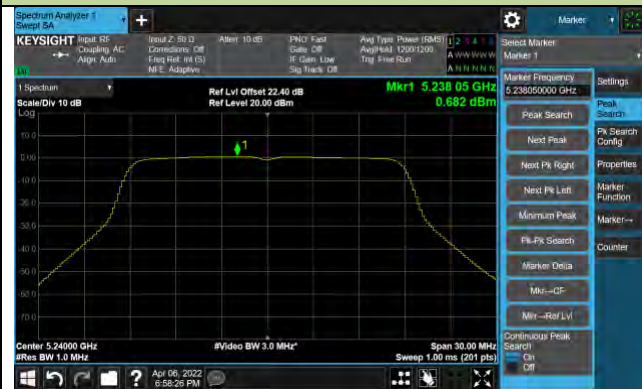 Spectrum Analyzer 1
Swept SA
+
Marker
KEYSIGHT
Input: RF
Coupling: AC
Align: Auto
Input Z: 50 Ω
Corrections: Off
Freq Ref: Int (S)
NFE: Adaptive
Atten: 10 dB
PNO: Fast
Gate: Off
IF Gain: Low
Sig Track: Off
Avg Type: Power (RMS)
Avg|Hold: 1200/1200
Trig: Free Run
A W W W W W
A N N N N N
Select Marker
Marker 1
Marker Frequency
5.238050000 GHz
Settings
Peak Search
Next Peak
Next Pk Right
Next Pk Left
Minimum Peak
Pk-Pk Search
Marker Delta
Mkr→CF
Mkr→Ref Lvl
Continuous Peak
Search
On
Off
Peak
Search
Pk Search
Config
Properties
Marker
Function
Marker→
Counter
1 Spectrum
Scale/Div 10 dB
Log
Ref Lvl Offset 22.40 dB
Ref Level 20.00 dBm
Mkr1 5.238 05 GHz
0.682 dBm
1
10.0
0.00
-10.0
-20.0
-30.0
-40.0
-50.0
-60.0
-70.0
Center 5.24000 GHz
#Res BW 1.0 MHz
#Video BW 3.0 MHz*
Span 30.00 MHz
Sweep 1.00 ms (201 pts)
?
Apr 06, 2022
6:58:26 PM